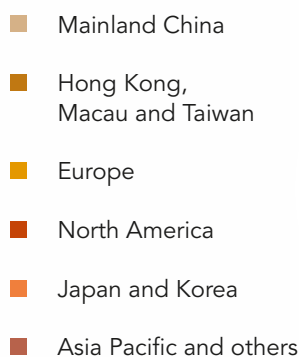 Mainland China
Hong Kong,
Macau and Taiwan
Europe
North America
Japan and Korea
Asia Pacific and others